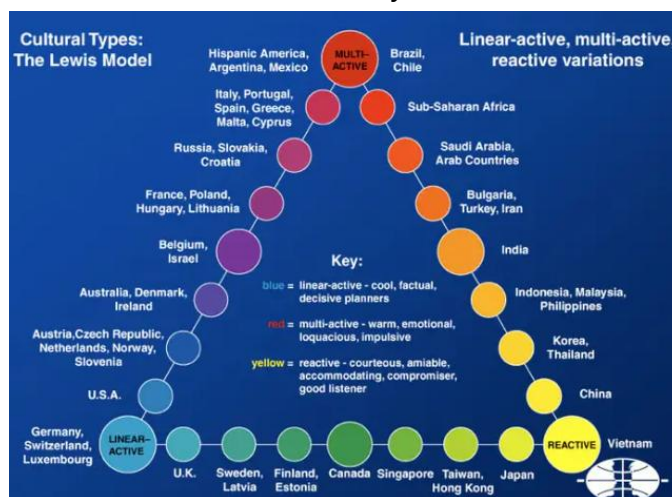 Cultural Types:
The Lewis Model
Linear-active, multi-active
reactive variations
Hispanic America,
Argentina, Mexico
MULTI-
ACTIVE
Brazil,
Chile
Italy, Portugal,
Spain, Greece,
Malta, Cyprus
Sub-Saharan Africa
Russia, Slovakia,
Croatia
Saudi Arabia,
Arab Countries
France, Poland,
Hungary, Lithuania
Bulgaria,
Turkey, Iran
Belgium,
Israel
India
Key:
blue = linear-active - cool, factual,
decisive planners
red = multi-active - warm, emotional,
loquacious, impulsive
yellow = reactive - courteous, amiable,
accommodating, compromiser,
good listener
Australia, Denmark,
Ireland
Indonesia, Malaysia,
Philippines
Austria,Czech Republic,
Netherlands, Norway,
Slovenia
Korea,
Thailand
U.S.A.
China
Germany,
Switzerland,
Luxembourg
LINEAR-
ACTIVE
REACTIVE
Vietnam
U.K.
Sweden,
Latvia
Finland,
Estonia
Canada
Singapore
Taiwan,
Hong Kong
Japan